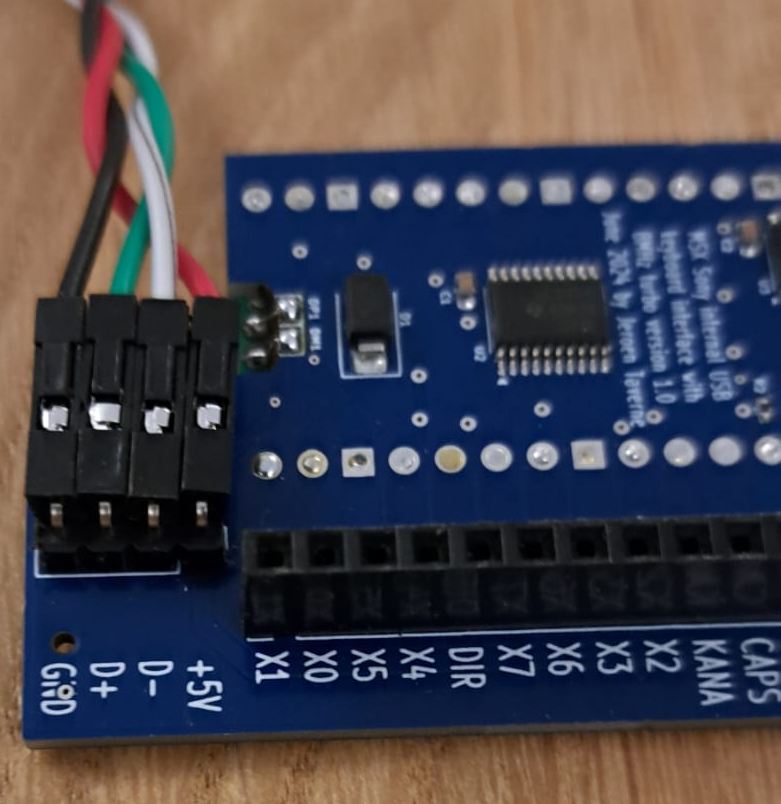 MSX Sony internal USB
keyboard interface with
8MHz turbo version 1.0
June 2024 by Jeroen Taverne
C1
D1
U2
GND
D+
D-
+5V
X1
X0
X5
X4
DIR
X7
X6
X3
X2
KANA
CAPS